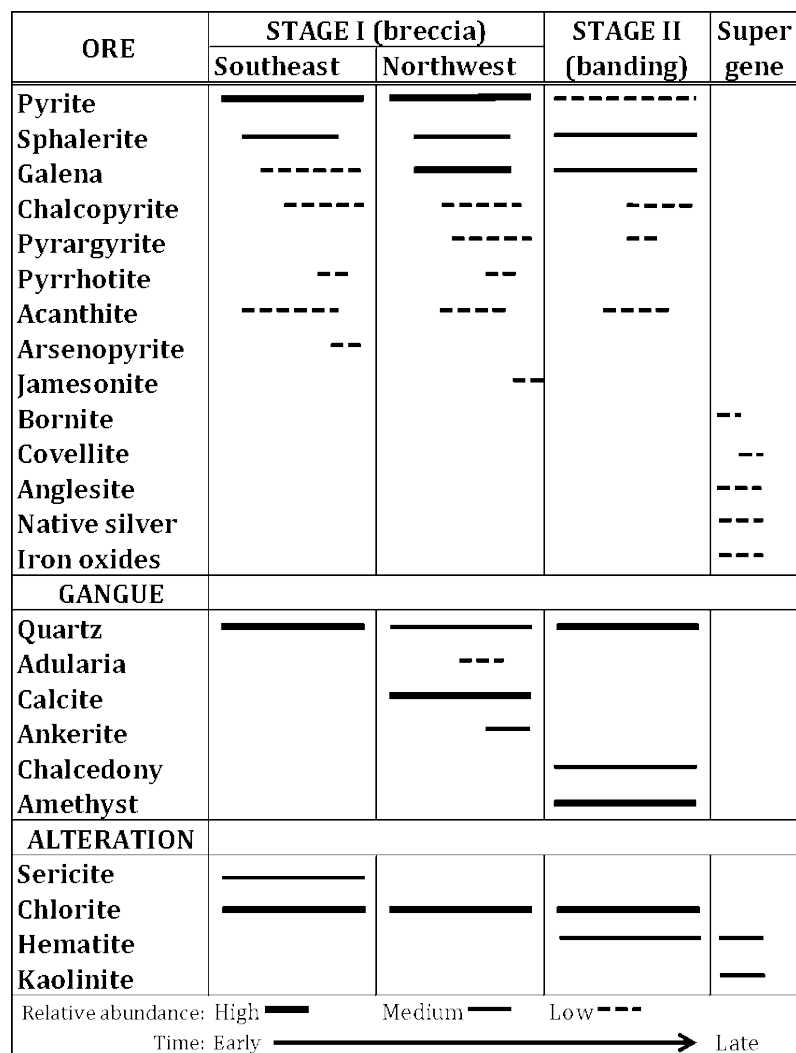 ORE STAGE I (breccia) STAGE II Super
Southeast Northwest (banding) gene
Pyrite
Sphalerite
Galena
Chalcopyrite
Pyrargyrite
Pyrrhotite
Acanthite
Arsenopyrite
Jamesonite
Bornite
Covellite
Anglesite
Native silver
Iron oxides
GANGUE
Quartz
Adularia
Calcite
Ankerite
Chalcedony
Amethyst
ALTERATION
Sericite
Chlorite
Hematite
Kaolinite
Relative abundance: High Medium Low
Time: Early Late